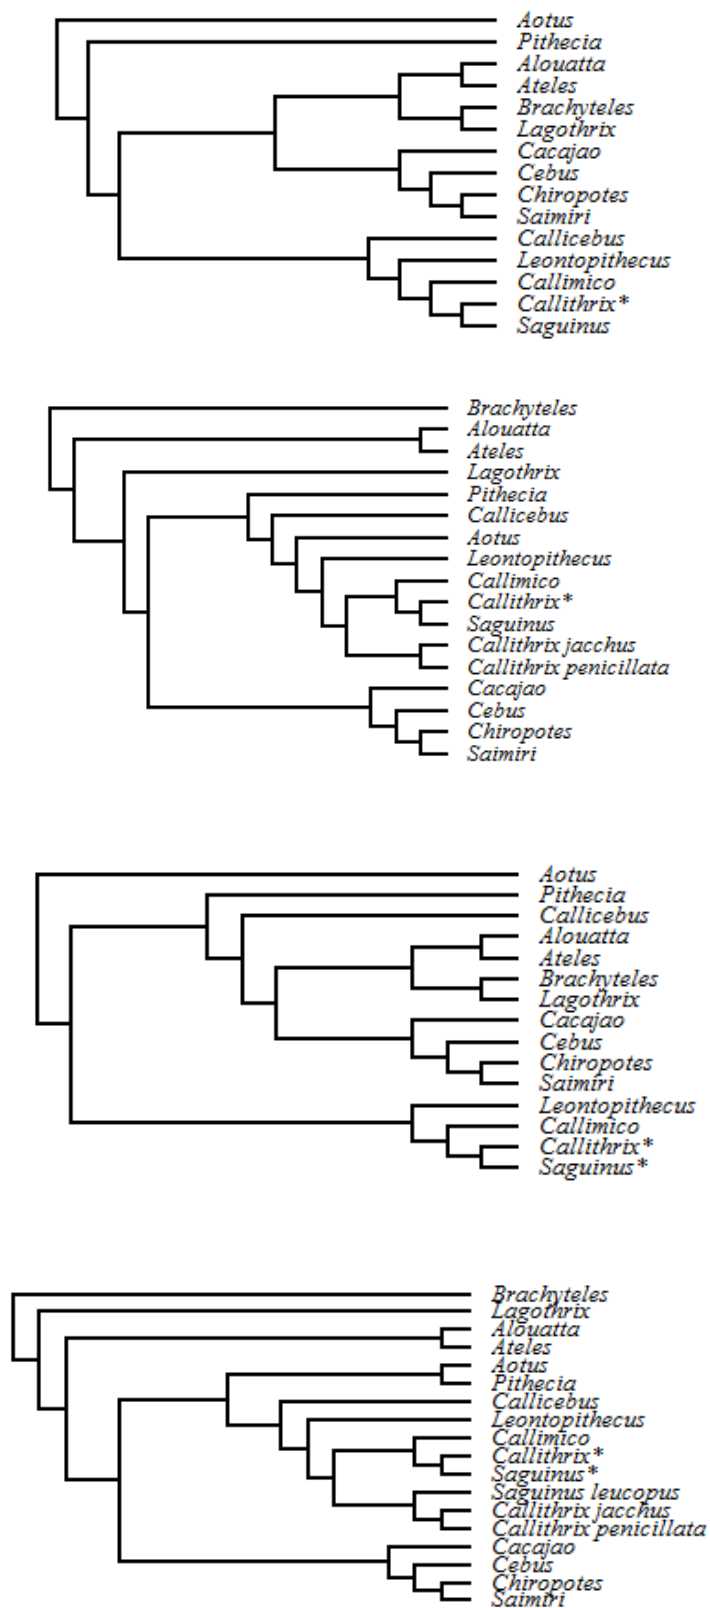 Aotus
Pithecia
Alouatta
Ateles
Brachyteles
Lagothrix
Cacajao
Cebus
Chiropotes
Saimiri
Callicebus
Leontopithecus
Callimico
Callithrix*
Saguinus
Brachyteles
Alouatta
Ateles
Lagothrix
Pithecia
Callicebus
Aotus
Leontopithecus
Callimico
Callithrix*
Saguinus
Callithrix jacchus
Callithrix penicillata
Cacajao
Cebus
Chiropotes
Saimiri
Aotus
Pithecia
Callicebus
Alouatta
Ateles
Brachyteles
Lagothrix
Cacajao
Cebus
Chiropotes
Saimiri
Leontopithecus
Callimico
Callithrix*
Saguinus*
Brachyteles
Lagothrix
Alouatta
Ateles
Aotus
Pithecia
Callicebus
Leontopithecus
Callimico
Callithrix*
Saguinus*
Saguinus leucopus
Callithrix jacchus
Callithrix penicillata
Cacajao
Cebus
Chiropotes
Saimiri